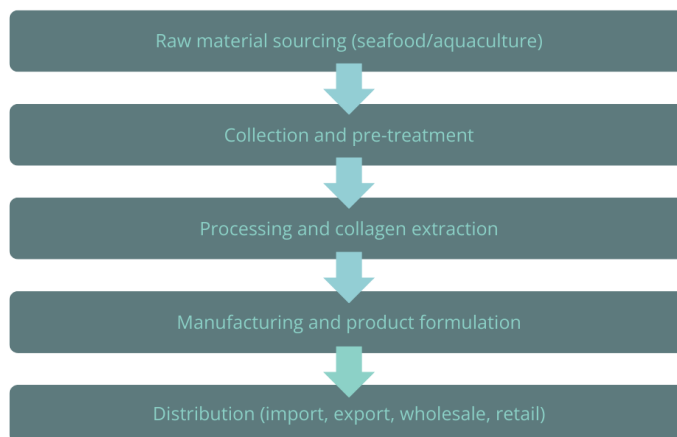 Raw material sourcing (seafood/aquaculture)
Collection and pre-treatment
Processing and collagen extraction
Manufacturing and product formulation
Distribution (import, export, wholesale, retail)